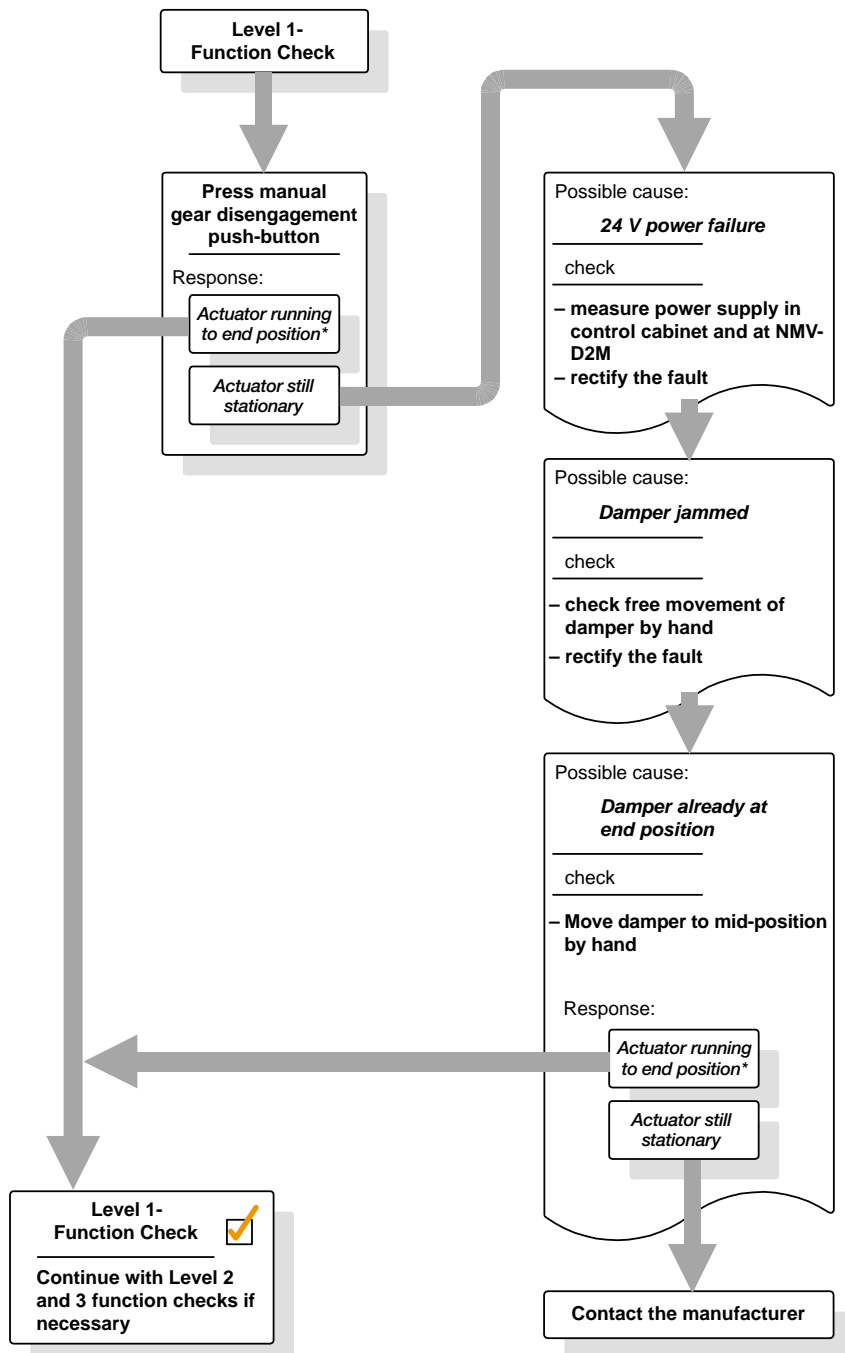 Level 1-
Function Check
Press manual
gear disengagement
push-button
Response:
Actuator running
to end position*
Actuator still
stationary
Possible cause:
24 V power failure
check
– measure power supply in
control cabinet and at NMV-
D2M
– rectify the fault
Possible cause:
Damper jammed
check
– check free movement of
damper by hand
– rectify the fault
Possible cause:
Damper already at
end position
check
– Move damper to mid-position
by hand
Response:
Actuator running
to end position*
Actuator still
stationary
Level 1-
Function Check
Continue with Level 2
and 3 function checks if
necessary
Contact the manufacturer